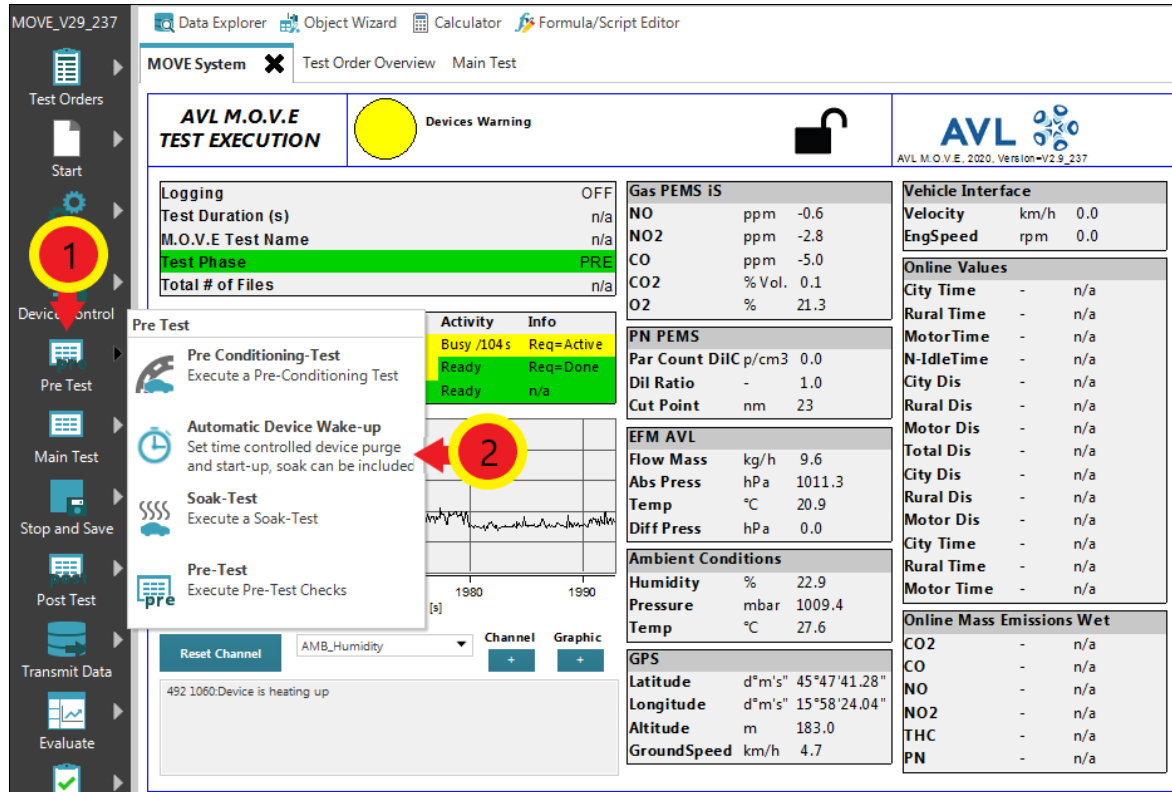 MOVE_V29_237
Data Explorer Object Wizard Calculator Formula/Script Editor
MOVE System Test Order Overview Main Test
Test Orders
Start
1
Device Control
Pre Test
Main Test
Stop and Save
Post Test
Transmit Data
Evaluate
AVL M.O.V.E
TEST EXECUTION
Devices Warning
AVL
AVL M.O.V.E, 2020, Version=V2.9_237
Logging OFF
Test Duration (s) n/a
M.O.V.E Test Name n/a
Test Phase PRE
Total # of Files n/a
Activity Info
Busy /104 s Req=Active
Ready Req=Done
Ready n/a
Pre Test
Pre Conditioning-Test
Execute a Pre-Conditioning Test
Automatic Device Wake-up
Set time controlled device purge
and start-up, soak can be included
2
Soak-Test
Execute a Soak-Test
Pre-Test
Execute Pre-Test Checks
pre
1980 1990
[s]
Reset Channel AMB_Humidity
Channel Graphic
+ +
492 1060:Device is heating up
Gas PEMS iS
NO ppm -0.6
NO2 ppm -2.8
CO ppm -5.0
CO2 % Vol. 0.1
O2 % 21.3
PN PEMS
Par Count DilC p/cm3 0.0
Dil Ratio - 1.0
Cut Point nm 23
EFM AVL
Flow Mass kg/h 9.6
Abs Press hPa 1011.3
Temp °C 20.9
Diff Press hPa 0.0
Ambient Conditions
Humidity % 22.9
Pressure mbar 1009.4
Temp °C 27.6
GPS
Latitude d°m's" 45°47'41.28"
Longitude d°m's" 15°58'24.04"
Altitude m 183.0
GroundSpeed km/h 4.7
Vehicle Interface
Velocity km/h 0.0
EngSpeed rpm 0.0
Online Values
City Time - n/a
Rural Time - n/a
MotorTime - n/a
N-IdleTime - n/a
City Dis - n/a
Rural Dis - n/a
Motor Dis - n/a
Total Dis - n/a
City Dis - n/a
Rural Dis - n/a
Motor Dis - n/a
City Time - n/a
Rural Time - n/a
Motor Time - n/a
Online Mass Emissions Wet
CO2 - n/a
CO - n/a
NO - n/a
NO2 - n/a
THC - n/a
PN - n/a